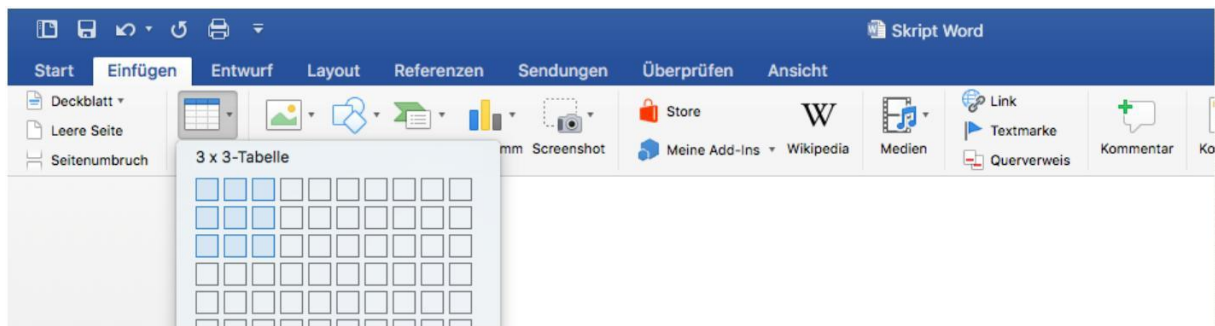 Skript Word
Start Einfügen Entwurf Layout Referenzen Sendungen Überprüfen Ansicht
Deckblatt
Leere Seite
Seitenumbruch
3 x 3-Tabelle
mm Screenshot
Store
Meine Add-Ins
W
Wikipedia
Medien
Link
Textmarke
Querverweis
Kommentar
Ko